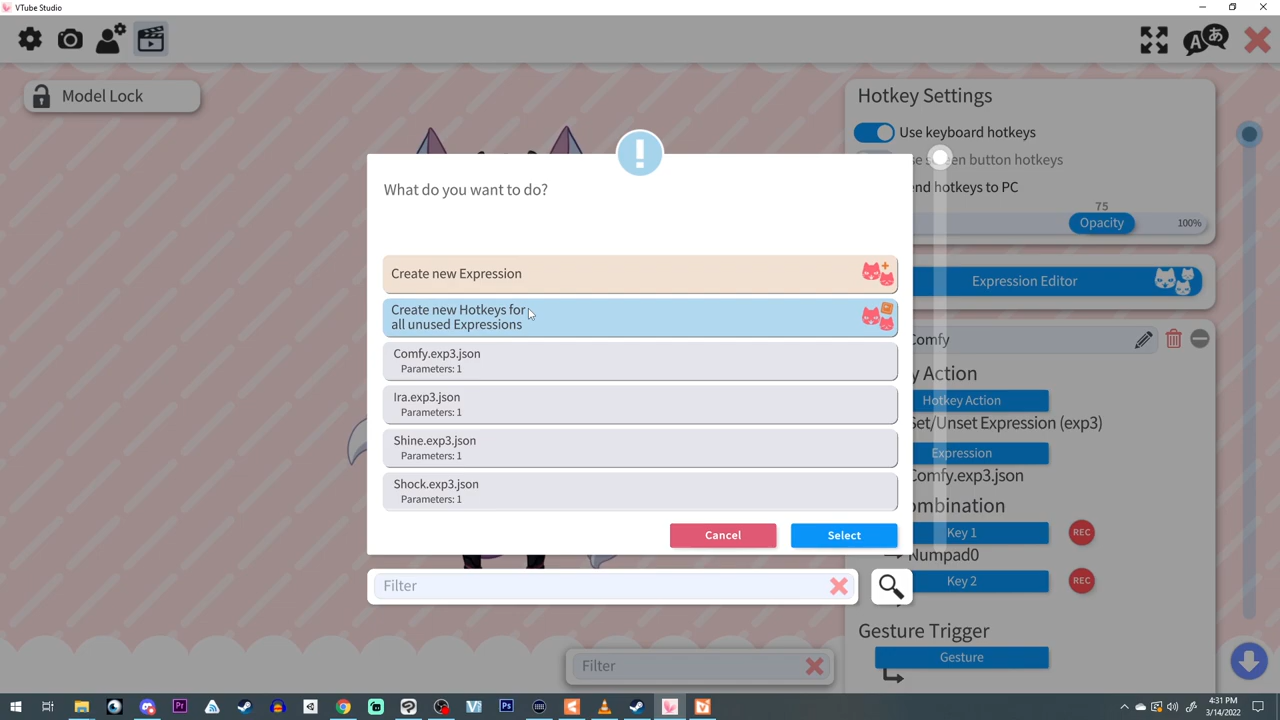 VTube Studio
Model Lock
Hotkey Settings
Use keyboard hotkeys
se screen button hotkeys
end hotkeys to PC
75
Opacity
100%
What do you want to do?
Create new Expression
Create new Hotkeys for
all unused Expressions
Comfy.exp3.json
Parameters: 1
Ira.exp3.json
Parameters: 1
Shine.exp3.json
Parameters: 1
Shock.exp3.json
Parameters: 1
Cancel
Select
Filter
Expression Editor
Comfy
y Action
Hotkey Action
Set/Unset Expression (exp3)
Expression
Comfy.exp3.json
ombination
Key 1
REC
Numpad0
Key 2
REC
Gesture Trigger
Gesture
Filter
4:31 PM
3/14/2022